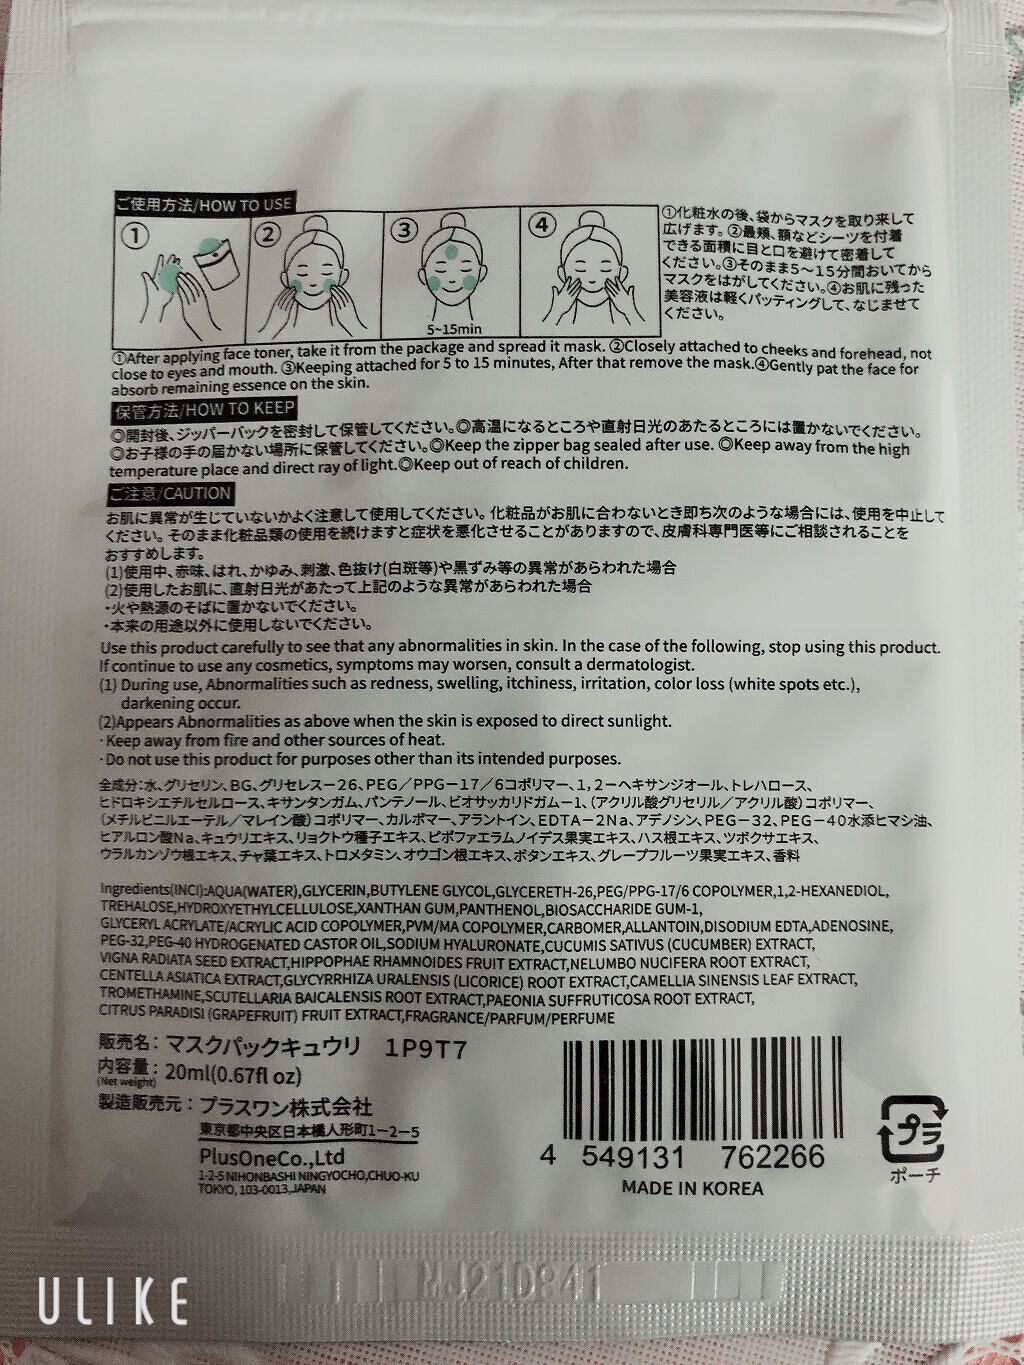 ご使用方法/HOW TO USE
①
②
③
5~15min
④
①化粧水の後、袋からマスクを取り来して
広げます。②最頬、額などシーツを付着
できる面積に目と口を避けて密着して
ください。③そのまま5〜15分間おいてから
マスクをはがしてください。④お肌に残った
美容液は軽くパッティングして、なじませて
ください。
①After applying face toner, take it from the package and spread it mask. ②Closely attached to cheeks and forehead, not
close to eyes and mouth. ③Keeping attached for 5 to 15 minutes, After that remove the mask.④Gently pat the face for
absorb remaining essence on the skin.
保管方法/HOW TO KEEP
◎開封後、ジッパーバックを密封して保管してください。◎高温になるところや直射日光のあたるところには置かないでください。
◎お子様の手の届かない場所に保管してください。◎Keep the zipper bag sealed after use. ◎Keep away from the high
temperature place and direct ray of light.◎Keep out of reach of children.
ご注意/CAUTION
お肌に異常が生じていないかよく注意して使用してください。化粧品がお肌に合わないとき即ち次のような場合には、使用を中止して
ください。そのまま化粧品類の使用を続けますと症状を悪化させることがありますので、皮膚科専門医等にご相談されることを
おすすめします。
(1)使用中、赤味、はれ、かゆみ、刺激、色抜け(白斑等)や黒ずみ等の異常があらわれた場合
(2)使用したお肌に、直射日光があたって上記のような異常があらわれた場合
・火や熱源のそばに置かないでください。
・本来の用途以外に使用しないでください。
Use this product carefully to see that any abnormalities in skin. In the case of the following, stop using this product.
If continue to use any cosmetics, symptoms may worsen, consult a dermatologist.
(1) During use, Abnormalities such as redness, swelling, itchiness, irritation, color loss (white spots etc.),
darkening occur.
(2)Appears Abnormalities as above when the skin is exposed to direct sunlight.
·Keep away from fire and other sources of heat.
·Do not use this product for purposes other than its intended purposes.
全成分:水、グリセリン、BG、グリセレス－26、PEG／PPG－17／6コポリマー、1，2－ヘキサンジオール、トレハロース、
ヒドロキシエチルセルロース、キサンタンガム、パンテノール、ビオサッカリドガム－1、（アクリル酸グリセリル／アクリル酸）コポリマー、
（メチルビニルエーテル／マレイン酸）コポリマー、カルボマー、アラントイン、EDTA－2Na、アデノシン、PEG－32、PEG－40水添ヒマシ油、
ヒアルロン酸Na、キュウリエキス、リョクトウ種子エキス、ヒポファエラムノイデス果実エキス、ハス根エキス、ツボクサエキス、
ウラルカンゾウ根エキス、チャ葉エキス、トロメタミン、オウゴン根エキス、ボタンエキス、グレープフルーツ果実エキス、香料
Ingredients(INCI):AQUA(WATER),GLYCERIN,BUTYLENE GLYCOL,GLYCERETH-26,PEG/PPG-17/6 COPOLYMER,1,2-HEXANEDIOL,
TREHALOSE,HYDROXYETHYLCELLULOSE,XANTHAN GUM,PANTHENOL,BIOSACCHARIDE GUM-1,
GLYCERYL ACRYLATE/ACRYLIC ACID COPOLYMER,PVM/MA COPOLYMER,CARBOMER,ALLANTOIN,DISODIUM EDTA,ADENOSINE,
PEG-32,PEG-40 HYDROGENATED CASTOR OIL,SODIUM HYALURONATE,CUCUMIS SATIVUS (CUCUMBER) EXTRACT,
VIGNA RADIATA SEED EXTRACT,HIPPOPHAE RHAMNOIDES FRUIT EXTRACT,NELUMBO NUCIFERA ROOT EXTRACT,
CENTELLA ASIATICA EXTRACT,GLYCYRRHIZA URALENSIS (LICORICE) ROOT EXTRACT,CAMELLIA SINENSIS LEAF EXTRACT,
TROMETHAMINE,SCUTELLARIA BAICALENSIS ROOT EXTRACT,PAEONIA SUFFRUTICOSA ROOT EXTRACT,
CITRUS PARADISI (GRAPEFRUIT) FRUIT EXTRACT,FRAGRANCE/PARFUM/PERFUME
販売名：マスクパックキュウリ 1P9T7
内容量：20ml(0.67fl oz)
(Net weight)
製造販売元：プラスワン株式会社
東京都中央区日本橋人形町1－2－5
PlusOneCo.,Ltd
1-2-5 NIHONBASHI NINGYOCHO,CHUO-KU
TOKYO, 103-0013,JAPAN
4 549131 762266
MADE IN KOREA
プラ
ポーチ
MJ21D841
ULIKE